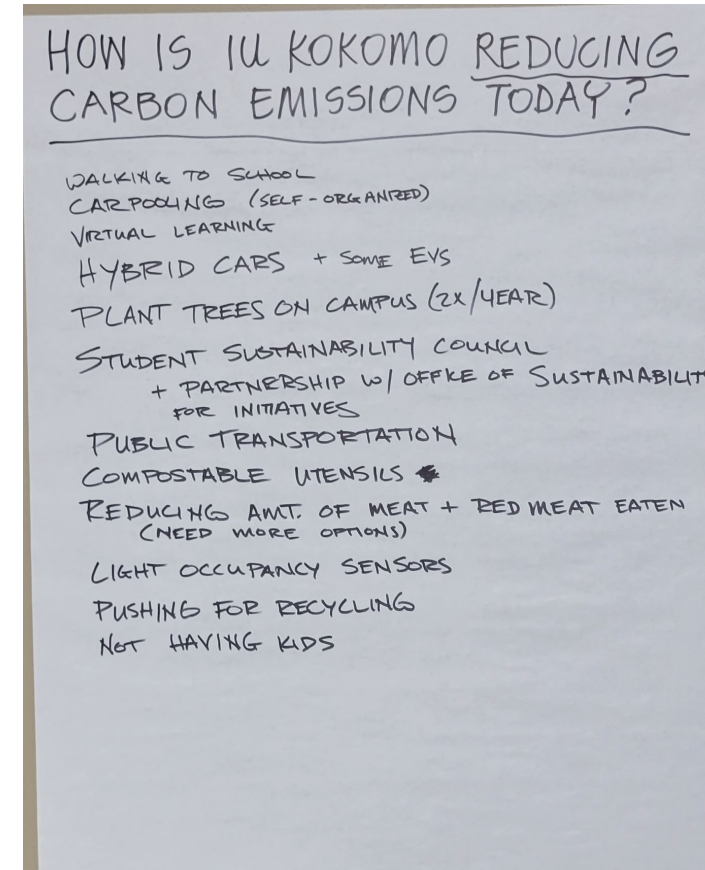 HOW IS IU KOKOMO REDUCING
CARBON EMISSIONS TODAY?
WALKING TO SCHOOL
CARPOOLING (SELF-ORGANIZED)
VIRTUAL LEARNING
HYBRID CARS + SOME EVS
PLANT TREES ON CAMPUS (2X/YEAR)
STUDENT SUSTAINABILITY COUNCIL
+ PARTNERSHIP W/ OFFICE OF SUSTAINABILIT
FOR INITIATIVES
PUBLIC TRANSPORTATION
COMPOSTABLE UTENSILS
REDUCING AMT. OF MEAT + RED MEAT EATEN
(NEED MORE OPTIONS)
LIGHT OCCUPANCY SENSORS
PUSHING FOR RECYCLING
NOT HAVING KIDS